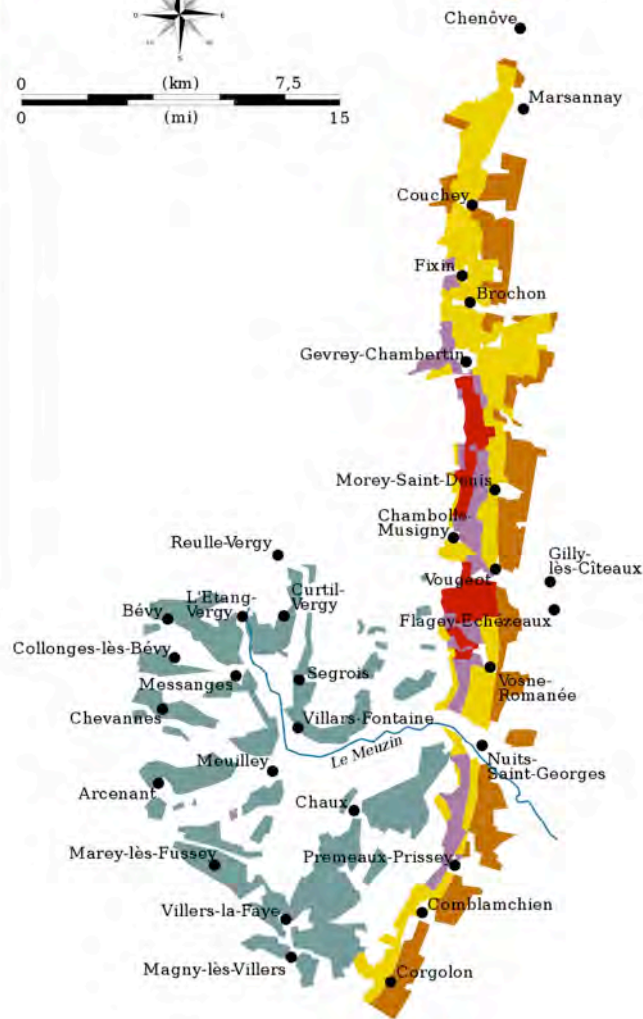 Chenôve
O
E
S
0 (km) 7,5
0 (mi) 15
Marsannay
Couchey
Fixin
Brochon
Gevrey-Chambertin
Morey-Saint-Denis
Chambolle-
Musigny
Reulle-Vergy
Gilly-
lès-Cîteaux
Vougeot
L'Etang-
Vergy
Curtil-
Vergy
Bévy
Flagey-Echézeaux
Collonges-lès-Bévy
Messanges
Segrois
Vosne-
Romanée
Chevannes
Villars-Fontaine
Le Meuzin
Nuits-
Saint-Georges
Meuilley
Arcenant
Chaux
Marey-lès-Fussey
Premeaux-Prissey
Villers-la-Faye
Comblamchien
Magny-lès-Villers
Corgolon